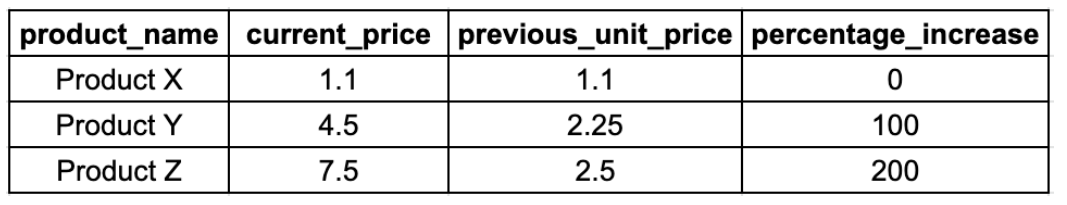 product_name current_price previous_unit_price percentage_increase
Product X 1.1 1.1 0
Product Y 4.5 2.25 100
Product Z 7.5 2.5 200